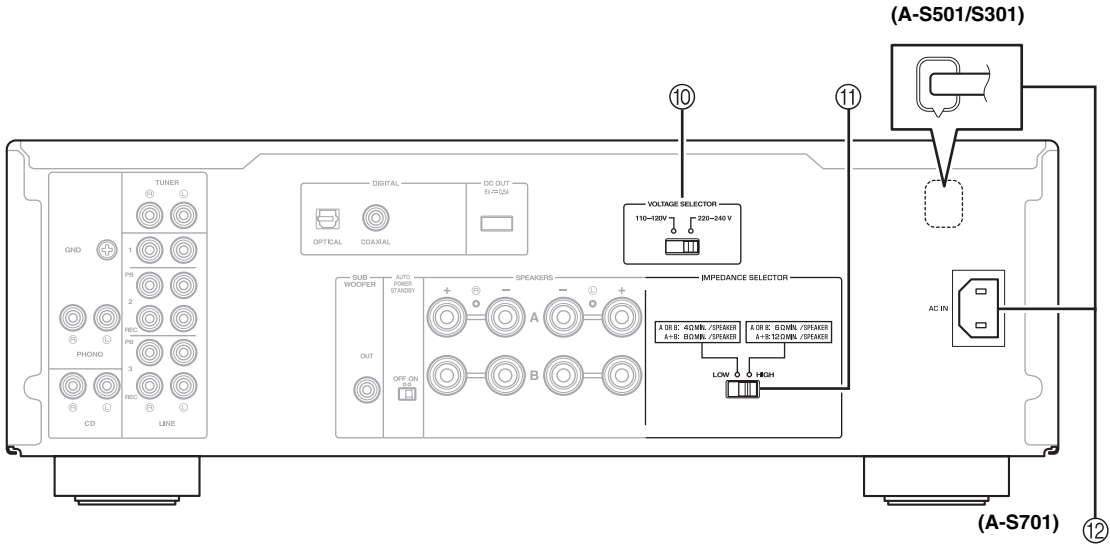 (A-S501/S301)
⑩
⑪
TUNER
R L
GND
1
PB
2
REC
PB
3
REC
R L
PHONO
R L
CD
R L
LINE
DIGITAL
OPTICAL
COAXIAL
DC OUT
5V ⎓ 0,5A
VOLTAGE SELECTOR
110–120V
220–240 V
SUB
WOOFER
OUT
AUTO
POWER
STANDBY
OFF ON
SPEAKERS
+ R − − L +
A
B
IMPEDANCE SELECTOR
A OR B: 4ΩMIN. /SPEAKER
A+B: 8ΩMIN. /SPEAKER
A OR B: 6ΩMIN. /SPEAKER
A+B:12ΩMIN. /SPEAKER
LOW
HIGH
AC IN
(A-S701)
⑫